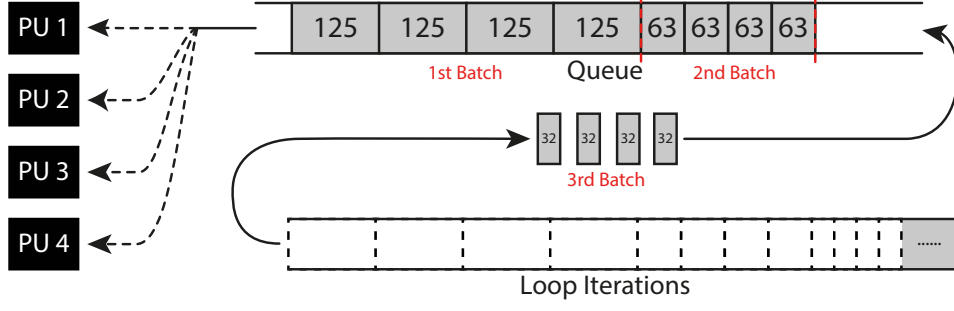 PU 1
125 125 125 125 63 63 63 63
1st Batch
Queue
2nd Batch
PU 2
32 32 32 32
PU 3
3rd Batch
PU 4
......
Loop Iterations